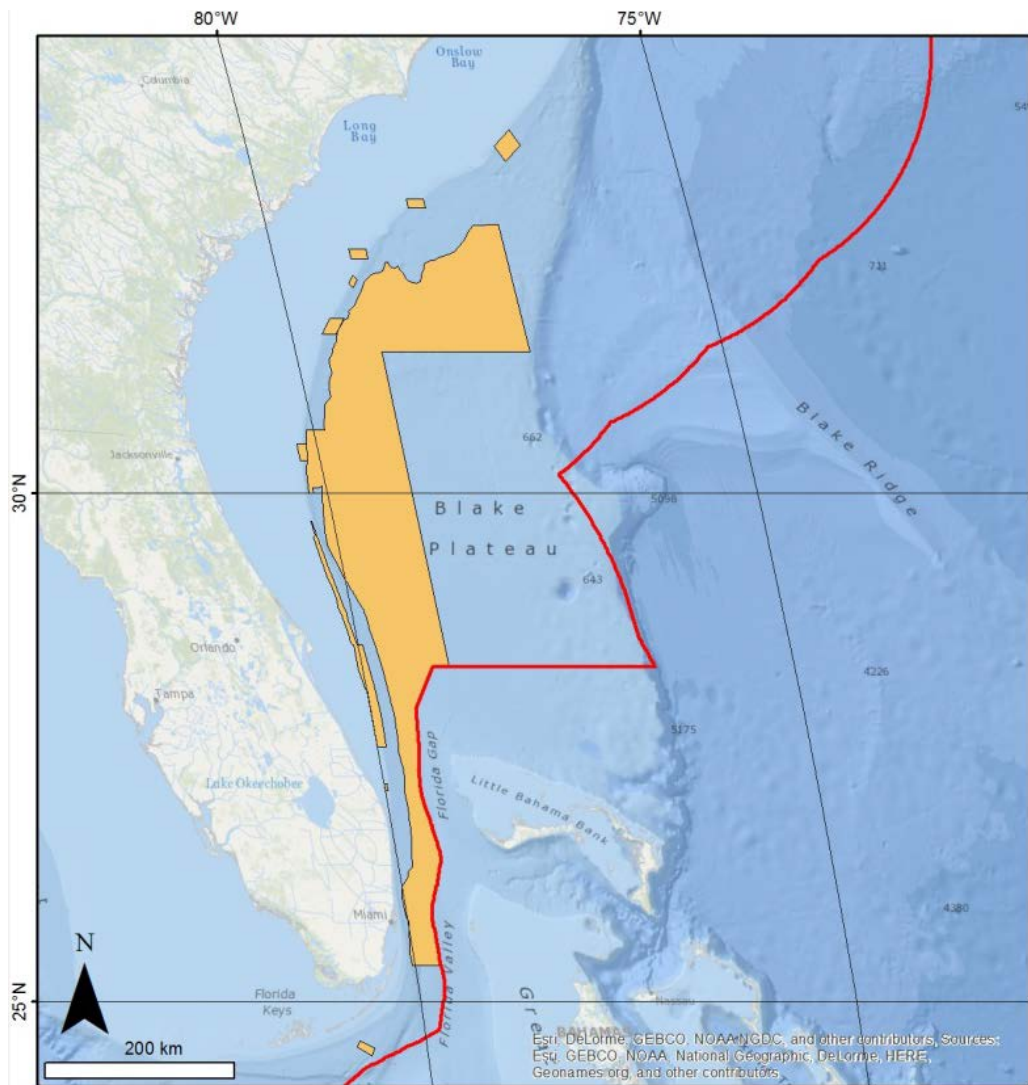 80°W
75°W
Onslow
Bay
Columbia
Long
Bay
711
Blake Ridge
662
Jacksonville
30°N
5098
Blake
Plateau
643
Orlando
4226
Tampa
5175
Florida Gap
Lake Okeechobee
Little Bahama Bank
4380
Miami
N
Florida Valley
25°N
Florida
Keys
Nassau
BAHAMAS
200 km
Esri, DeLorme, GEBCO, NOAA NGDC, and other contributors, Sources:
Esri, GEBCO, NOAA, National Geographic, DeLorme, HERE,
Geonames.org, and other contributors